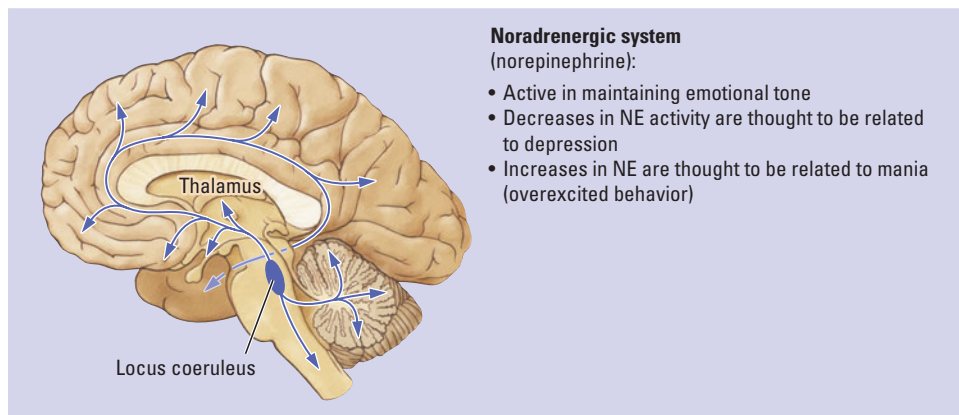 Noradrenergic system
(norepinephrine):
• Active in maintaining emotional tone
• Decreases in NE activity are thought to be related
to depression
• Increases in NE are thought to be related to mania
(overexcited behavior)
Thalamus
Locus coeruleus